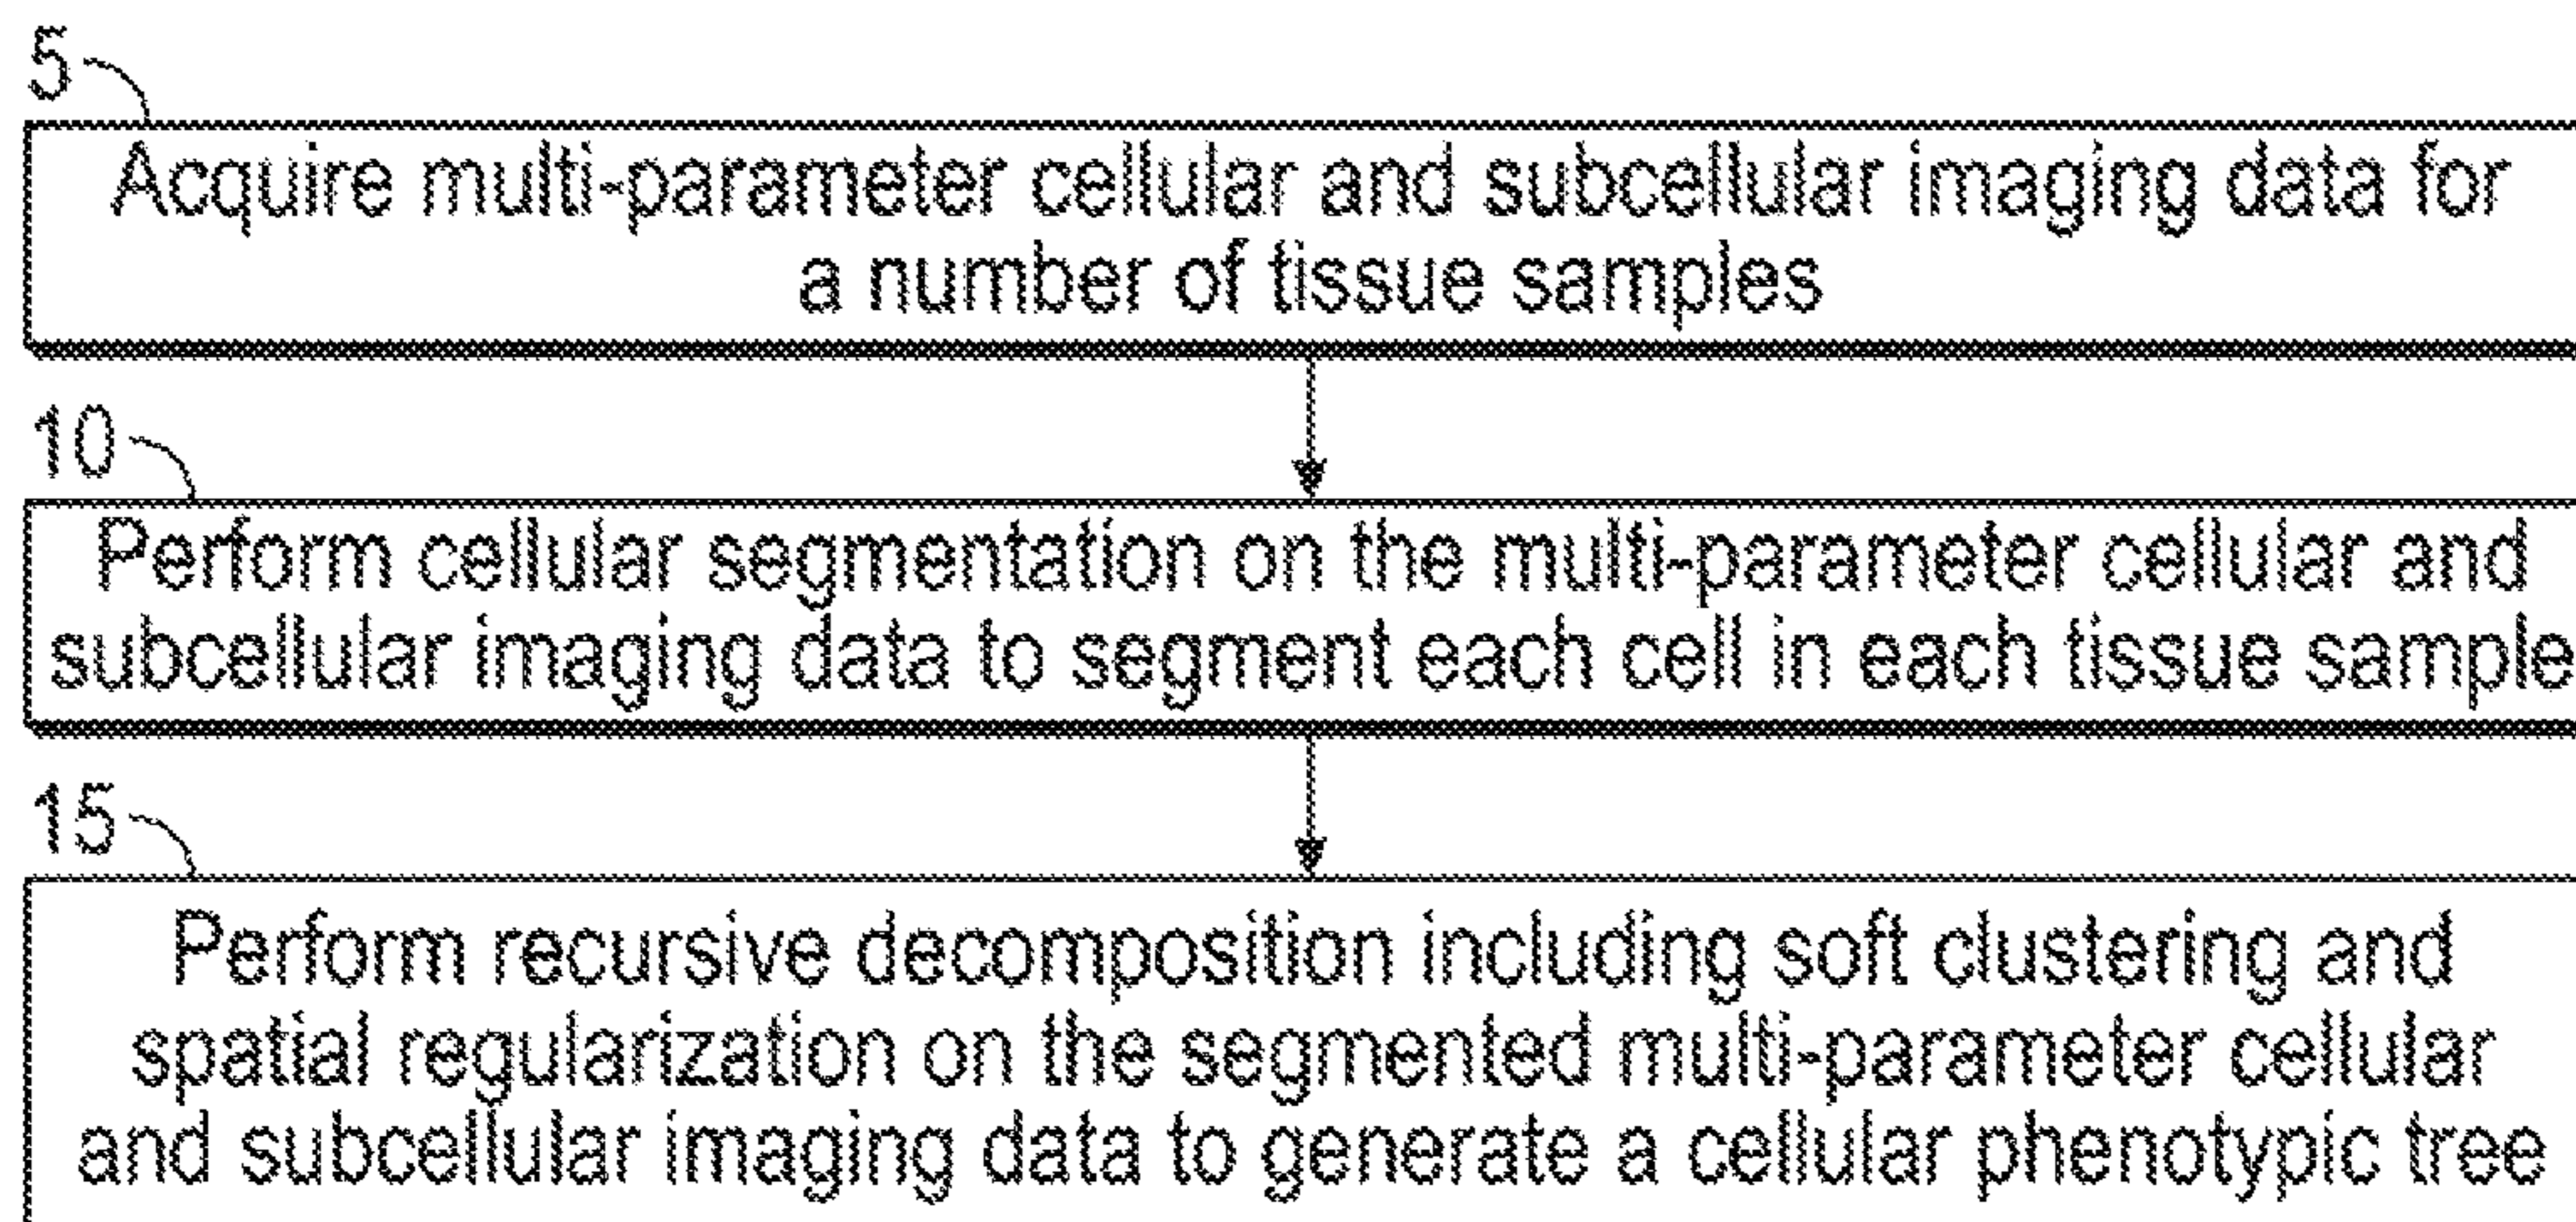 5
Acquire multi-parameter cellular and subcellular imaging data for
a number of tissue samples
10
Perform cellular segmentation on the multi-parameter cellular and
subcellular imaging data to segment each cell in each tissue sample
15
Perform recursive decomposition including soft clustering and
spatial regularization on the segmented multi-parameter cellular
and subcellular imaging data to generate a cellular phenotypic tree